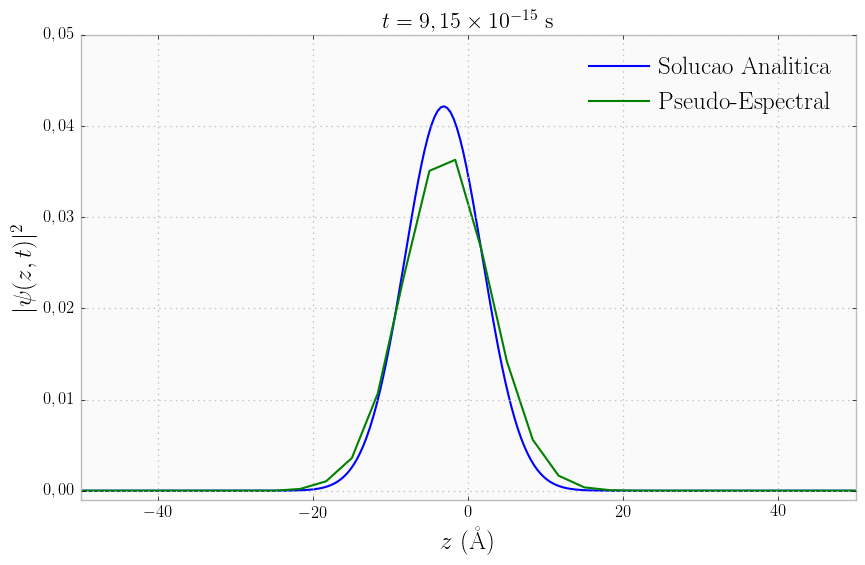 t = 9, 15 × 10⁻¹⁵ s
Solucao Analitica
Pseudo-Espectral
0, 05
0, 04
0, 03
0, 02
0, 01
0, 00
|ψ(z, t)|²
−40
−20
0
20
40
z (Å)